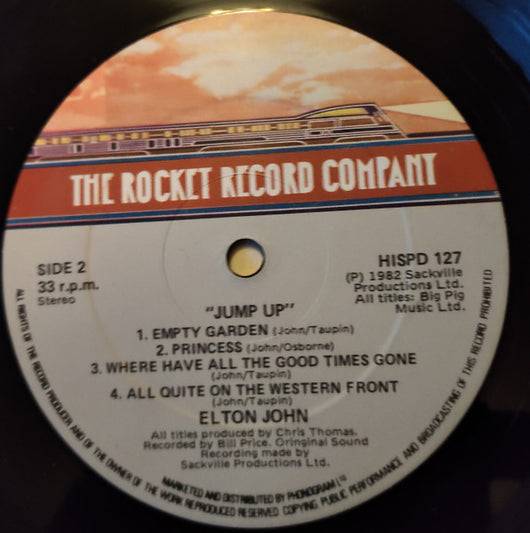 THE ROCKET RECORD COMPANY
SIDE 2
33 r.p.m.
Stereo
HISPD 127
(P) 1982 Sackville
Productions Ltd.
All titles: Big Pig
Music Ltd.
"JUMP UP"
1. EMPTY GARDEN (John/Taupin)
2. PRINCESS (John/Osborne)
3. WHERE HAVE ALL THE GOOD TIMES GONE
(John/Taupin)
4. ALL QUITE ON THE WESTERN FRONT
(John/Taupin)
ELTON JOHN
All titles produced by Chris Thomas.
Recorded by Bill Price. Oringinal Sound
Recording made by
Sackville Productions Ltd.
MARKETED AND DISTRIBUTED BY PHONOGRAM Ltd
ALL RIGHTS OF THE RECORD PRODUCER AND OF THE OWNER OF THE WORK REPRODUCED RESERVED. COPYING, PUBLIC PERFORMANCE AND BROADCASTING OF THIS RECORD PROHIBITED